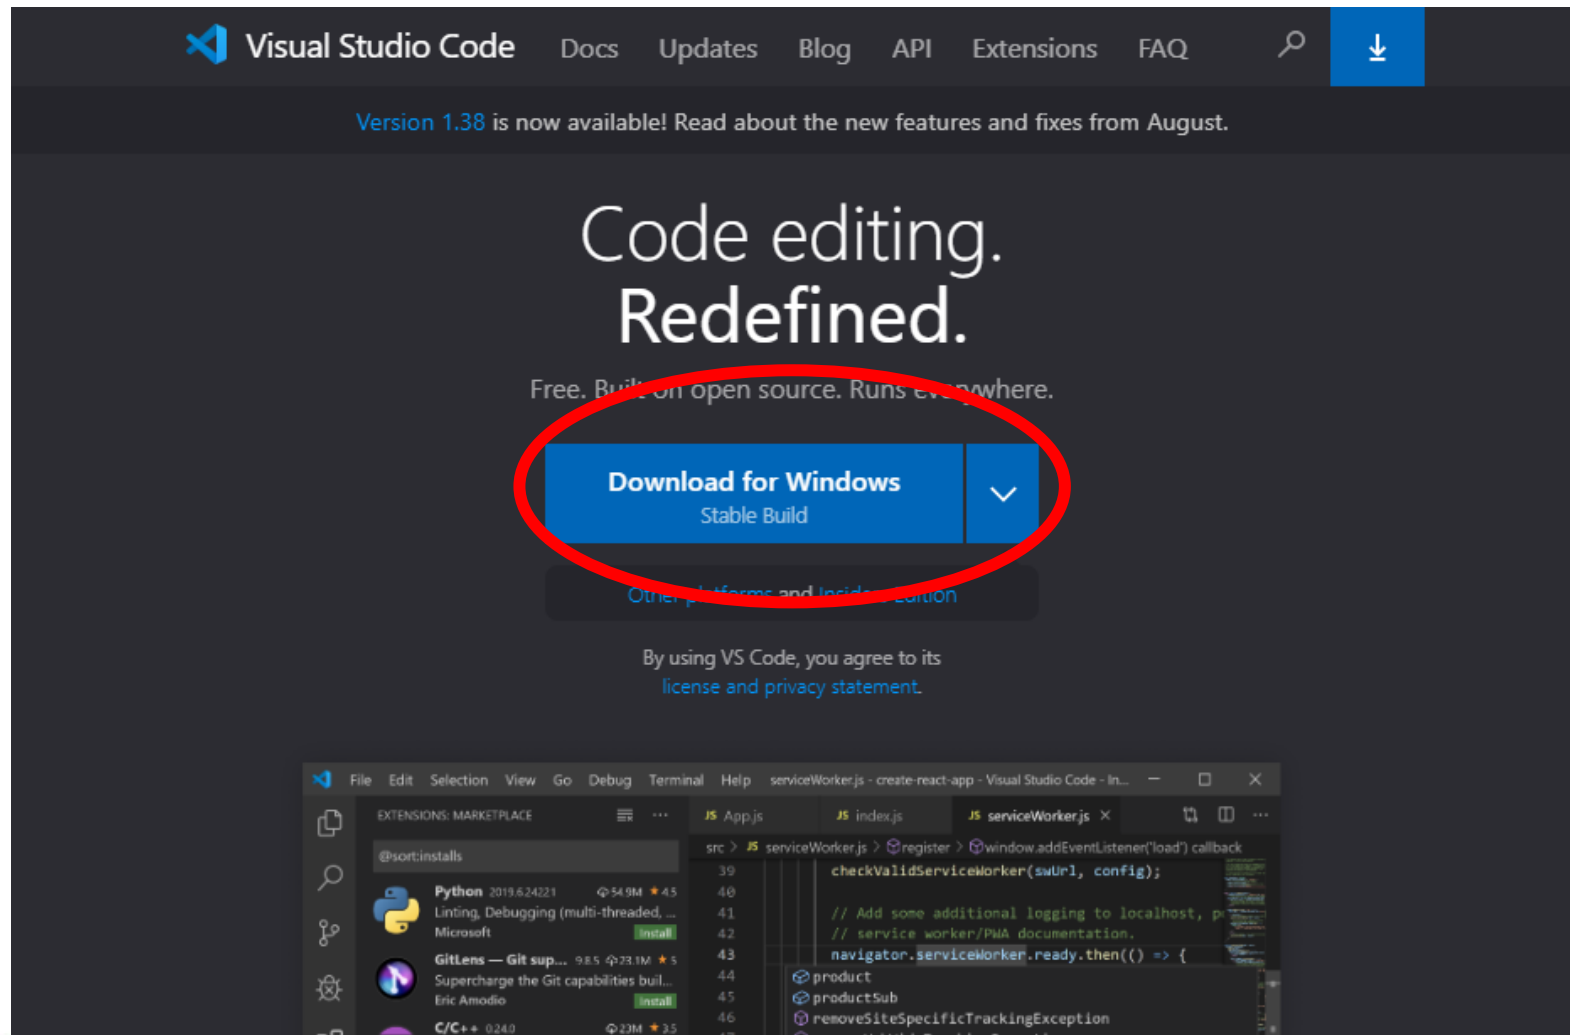 Visual Studio Code Docs Updates Blog API Extensions FAQ
Version 1.38 is now available! Read about the new features and fixes from August.
Code editing.
Redefined.
Free. Built on open source. Runs everywhere.
Download for Windows
Stable Build
Other platforms and Insiders Edition
By using VS Code, you agree to its
license and privacy statement.
File Edit Selection View Go Debug Terminal Help serviceWorker.js - create-react-app - Visual Studio Code - In...
EXTENSIONS: MARKETPLACE ··· JS App.js JS index.js JS serviceWorker.js ···
@sort:installs
src > JS serviceWorker.js > register > window.addEventListener('load') callback
Python 2019.6.24221 54.9M ★ 4.5
Linting, Debugging (multi-threaded, ...
Microsoft Install
GitLens — Git sup... 9.8.5 23.1M ★ 5
Supercharge the Git capabilities buil...
Eric Amodio Install
C/C++ 0.24.0 23M ★ 3.5
39 checkValidServiceWorker(swUrl, config);
40
41 // Add some additional logging to localhost, p
42 // service worker/PWA documentation.
43 navigator.serviceWorker.ready.then(() => {
44 product
45 productSub
46 removeSiteSpecificTrackingException